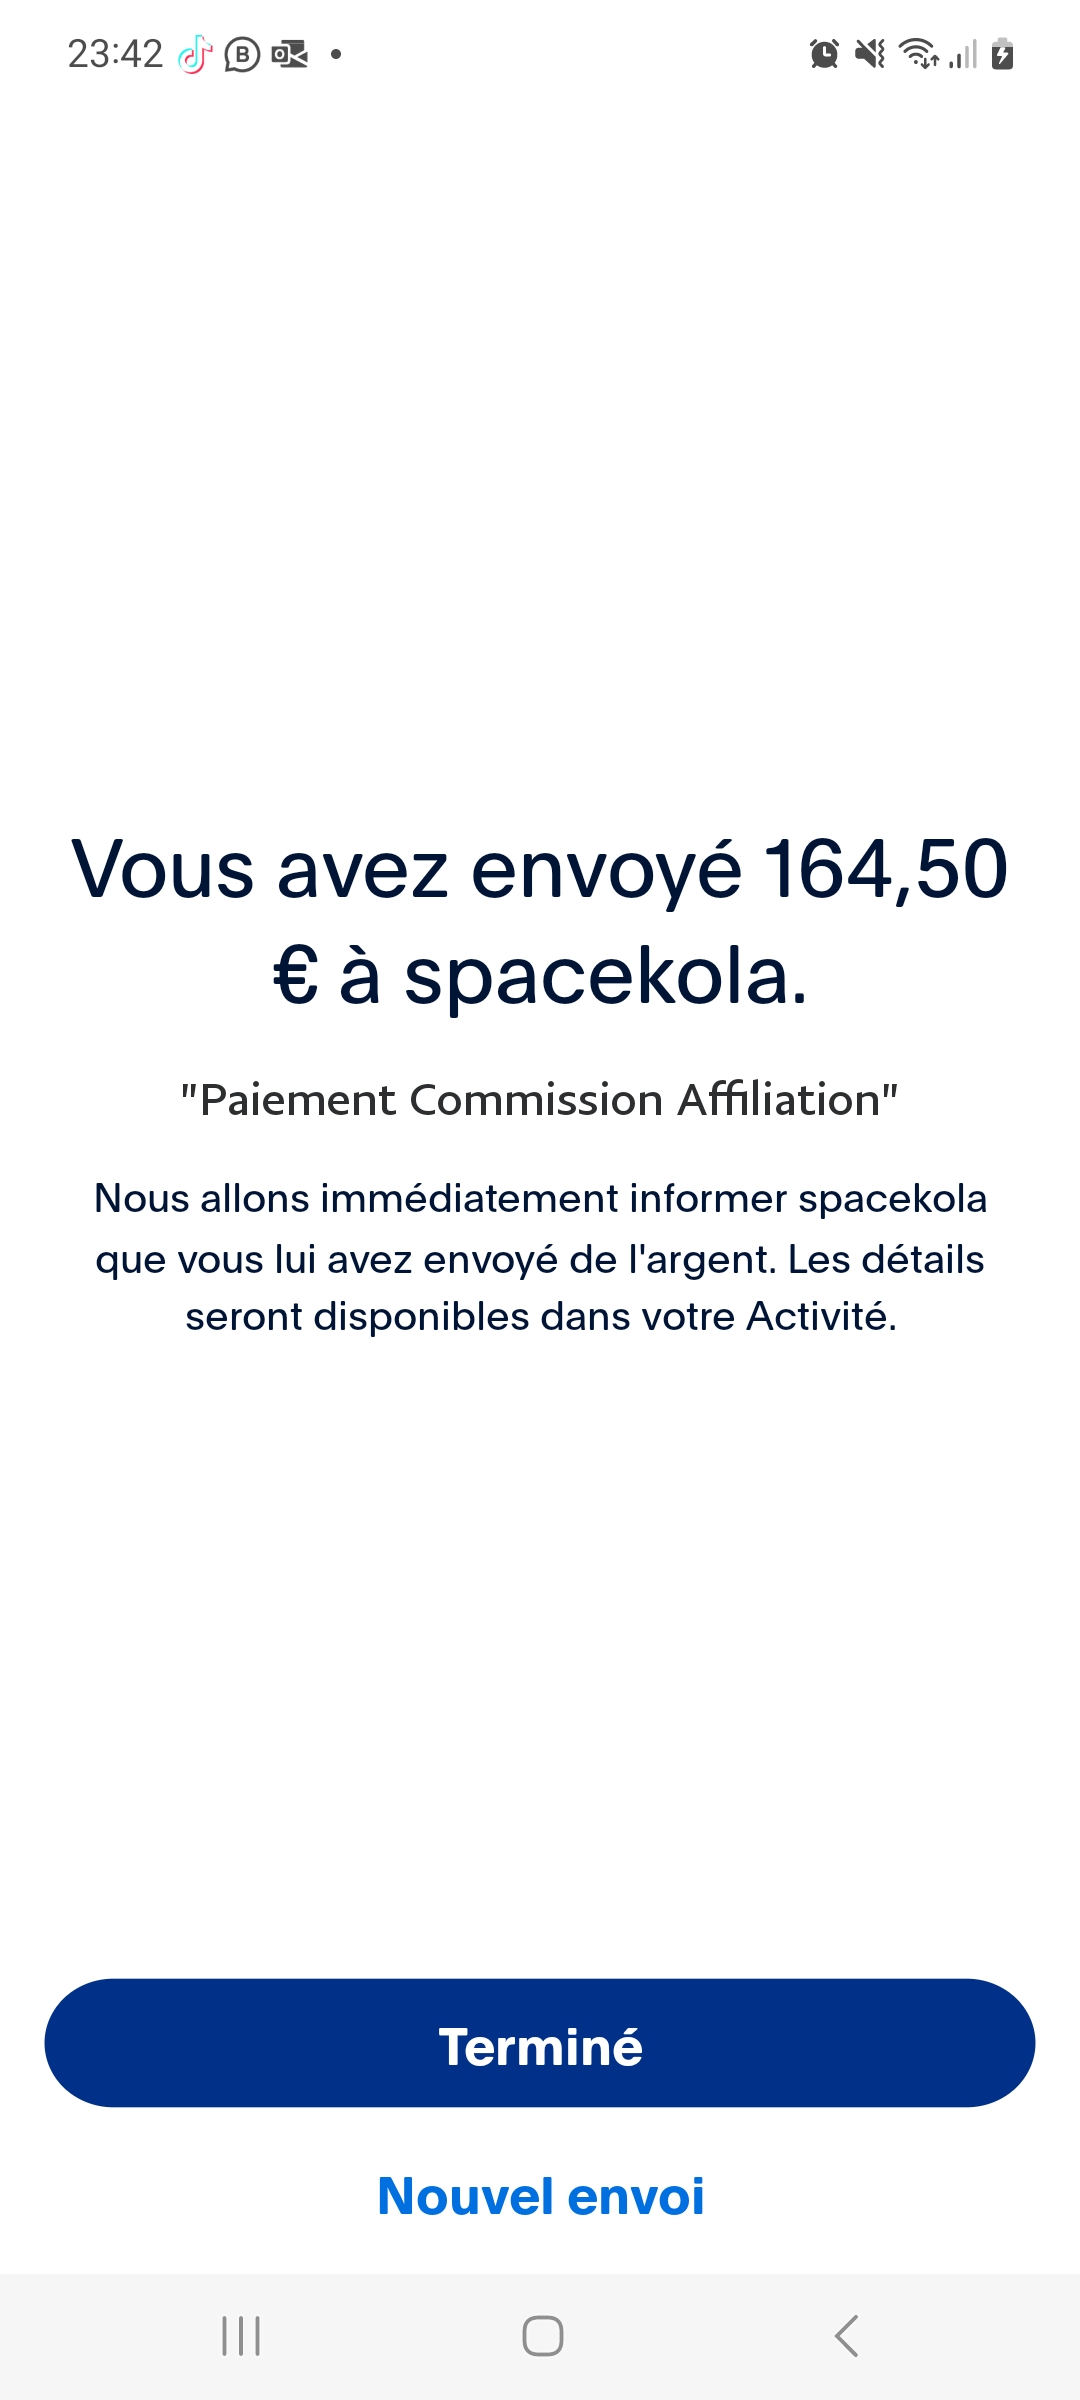 23:42
Vous avez envoyé 164,50
€ à spacekola.
"Paiement Commission Affiliation"
Nous allons immédiatement informer spacekola
que vous lui avez envoyé de l'argent. Les détails
seront disponibles dans votre Activité.
Terminé
Nouvel envoi